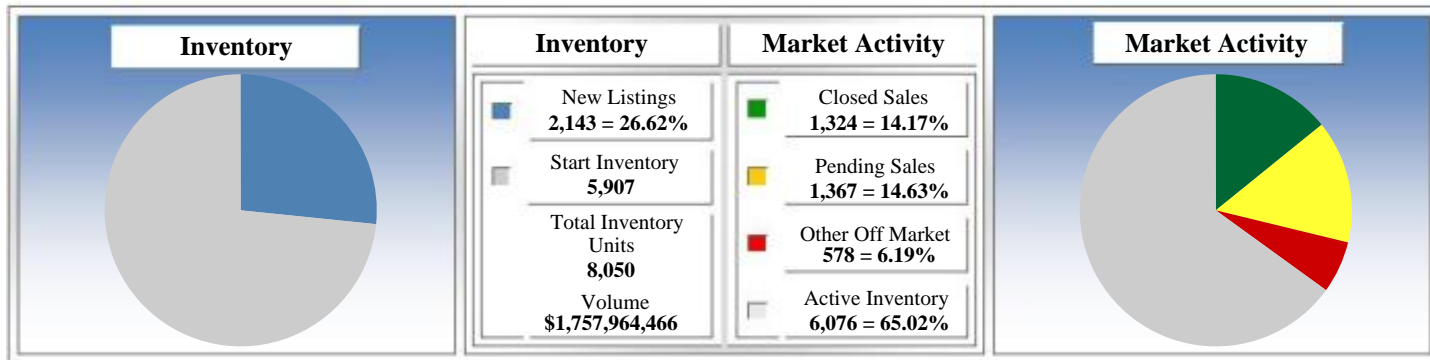 Inventory
Inventory
New Listings
2,143 = 26.62%
Start Inventory
5,907
Total Inventory
Units
8,050
Volume
$1,757,964,466
Market Activity
Closed Sales
1,324 = 14.17%
Pending Sales
1,367 = 14.63%
Other Off Market
578 = 6.19%
Active Inventory
6,076 = 65.02%
Market Activity